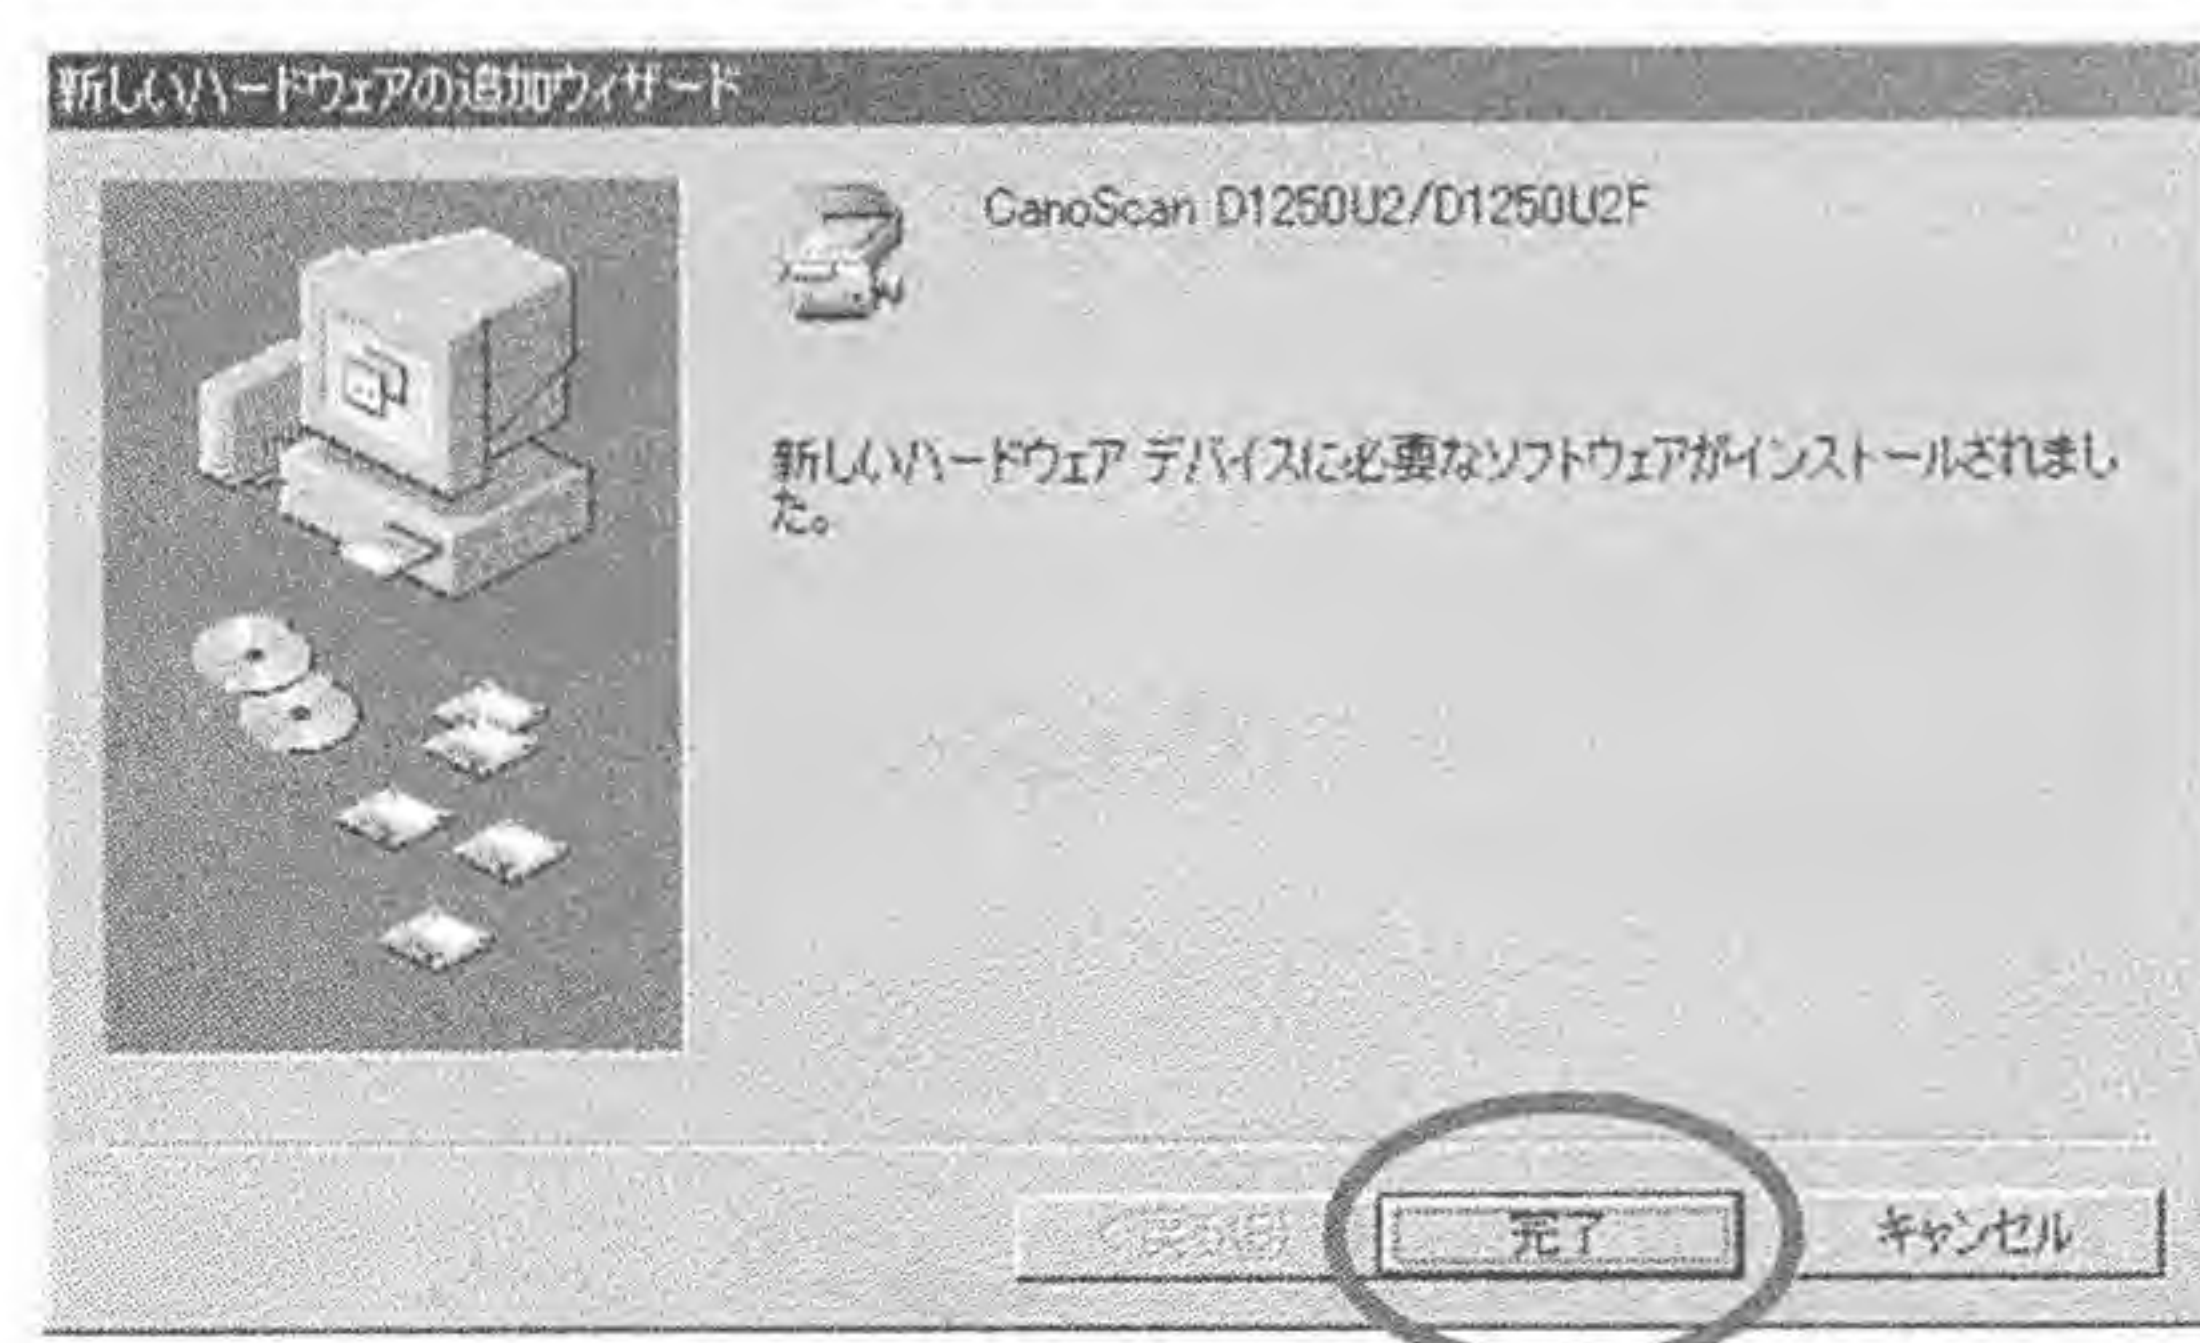 新しいハードウェアの追加ウィザード
CanoScan D1250U2/D1250U2F
新しいハードウェア デバイスに必要なソフトウェアがインストールされまし
た。
完了
キャンセル